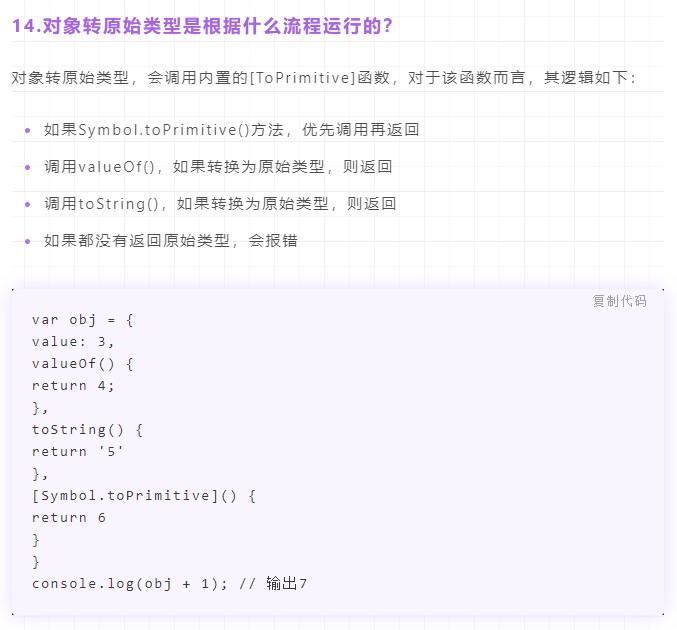 14.对象转原始类型是根据什么流程运行的？
对象转原始类型，会调用内置的[ToPrimitive]函数，对于该函数而言，其逻辑如下：
如果Symbol.toPrimitive()方法，优先调用再返回
调用valueOf()，如果转换为原始类型，则返回
调用toString()，如果转换为原始类型，则返回
如果都没有返回原始类型，会报错
复制代码
var obj = {
value: 3,
valueOf() {
return 4;
},
toString() {
return '5'
},
[Symbol.toPrimitive]() {
return 6
}
}
console.log(obj + 1); // 输出7